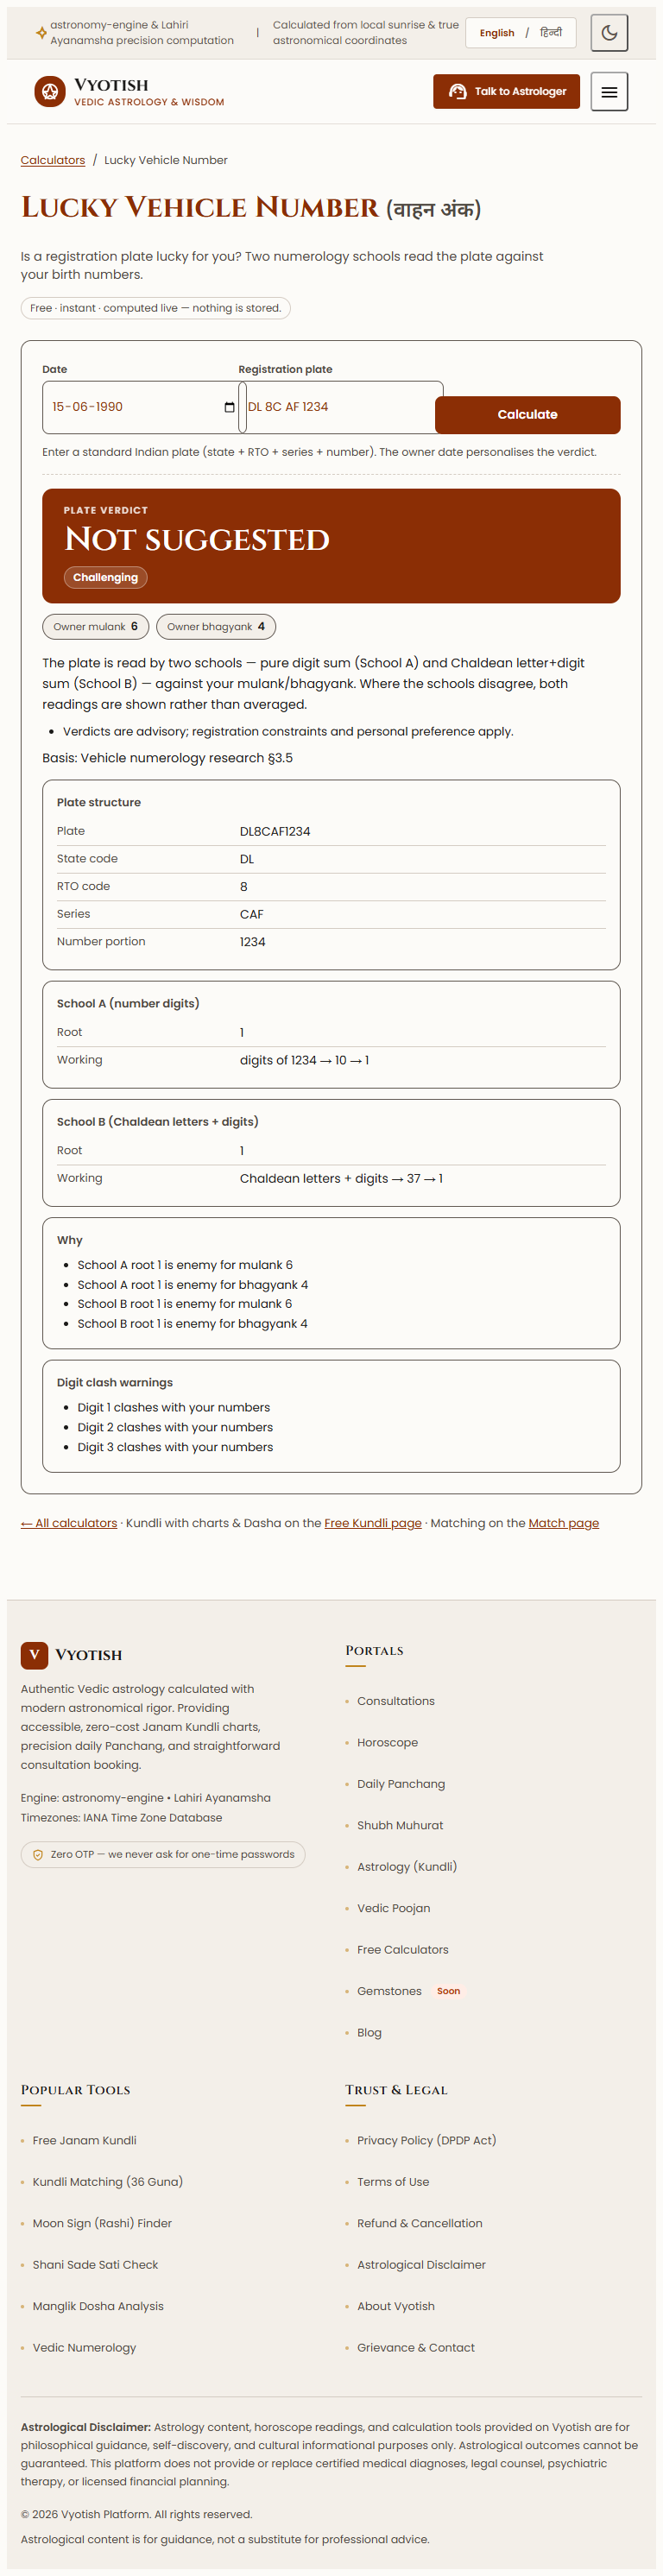 astronomy-engine & Lahiri
Ayanamsha precision computation
|
Calculated from local sunrise & true
astronomical coordinates
English / हिन्दी
Vyotish
VEDIC ASTROLOGY & WISDOM
Talk to Astrologer
Calculators / Lucky Vehicle Number
Lucky Vehicle Number (वाहन अंक)
Is a registration plate lucky for you? Two numerology schools read the plate against
your birth numbers.
Free · instant · computed live — nothing is stored.
Date
Registration plate
15-06-1990
DL 8C AF 1234
Calculate
Enter a standard Indian plate (state + RTO + series + number). The owner date personalises the verdict.
PLATE VERDICT
Not suggested
Challenging
Owner mulank 6
Owner bhagyank 4
The plate is read by two schools — pure digit sum (School A) and Chaldean letter+digit
sum (School B) — against your mulank/bhagyank. Where the schools disagree, both
readings are shown rather than averaged.
• Verdicts are advisory; registration constraints and personal preference apply.
Basis: Vehicle numerology research §3.5
Plate structure
Plate DL8CAF1234
State code DL
RTO code 8
Series CAF
Number portion 1234
School A (number digits)
Root 1
Working digits of 1234 → 10 → 1
School B (Chaldean letters + digits)
Root 1
Working Chaldean letters + digits → 37 → 1
Why
• School A root 1 is enemy for mulank 6
• School A root 1 is enemy for bhagyank 4
• School B root 1 is enemy for mulank 6
• School B root 1 is enemy for bhagyank 4
Digit clash warnings
• Digit 1 clashes with your numbers
• Digit 2 clashes with your numbers
• Digit 3 clashes with your numbers
← All calculators · Kundli with charts & Dasha on the Free Kundli page · Matching on the Match page
V Vyotish
Authentic Vedic astrology calculated with
modern astronomical rigor. Providing
accessible, zero-cost Janam Kundli charts,
precision daily Panchang, and straightforward
consultation booking.
Engine: astronomy-engine • Lahiri Ayanamsha
Timezones: IANA Time Zone Database
Zero OTP — we never ask for one-time passwords
Portals
Consultations
Horoscope
Daily Panchang
Shubh Muhurat
Astrology (Kundli)
Vedic Poojan
Free Calculators
Gemstones Soon
Blog
Popular Tools
Free Janam Kundli
Kundli Matching (36 Guna)
Moon Sign (Rashi) Finder
Shani Sade Sati Check
Manglik Dosha Analysis
Vedic Numerology
Trust & Legal
Privacy Policy (DPDP Act)
Terms of Use
Refund & Cancellation
Astrological Disclaimer
About Vyotish
Grievance & Contact
Astrological Disclaimer: Astrology content, horoscope readings, and calculation tools provided on Vyotish are for
philosophical guidance, self-discovery, and cultural informational purposes only. Astrological outcomes cannot be
guaranteed. This platform does not provide or replace certified medical diagnoses, legal counsel, psychiatric
therapy, or licensed financial planning.
© 2026 Vyotish Platform. All rights reserved.
Astrological content is for guidance, not a substitute for professional advice.